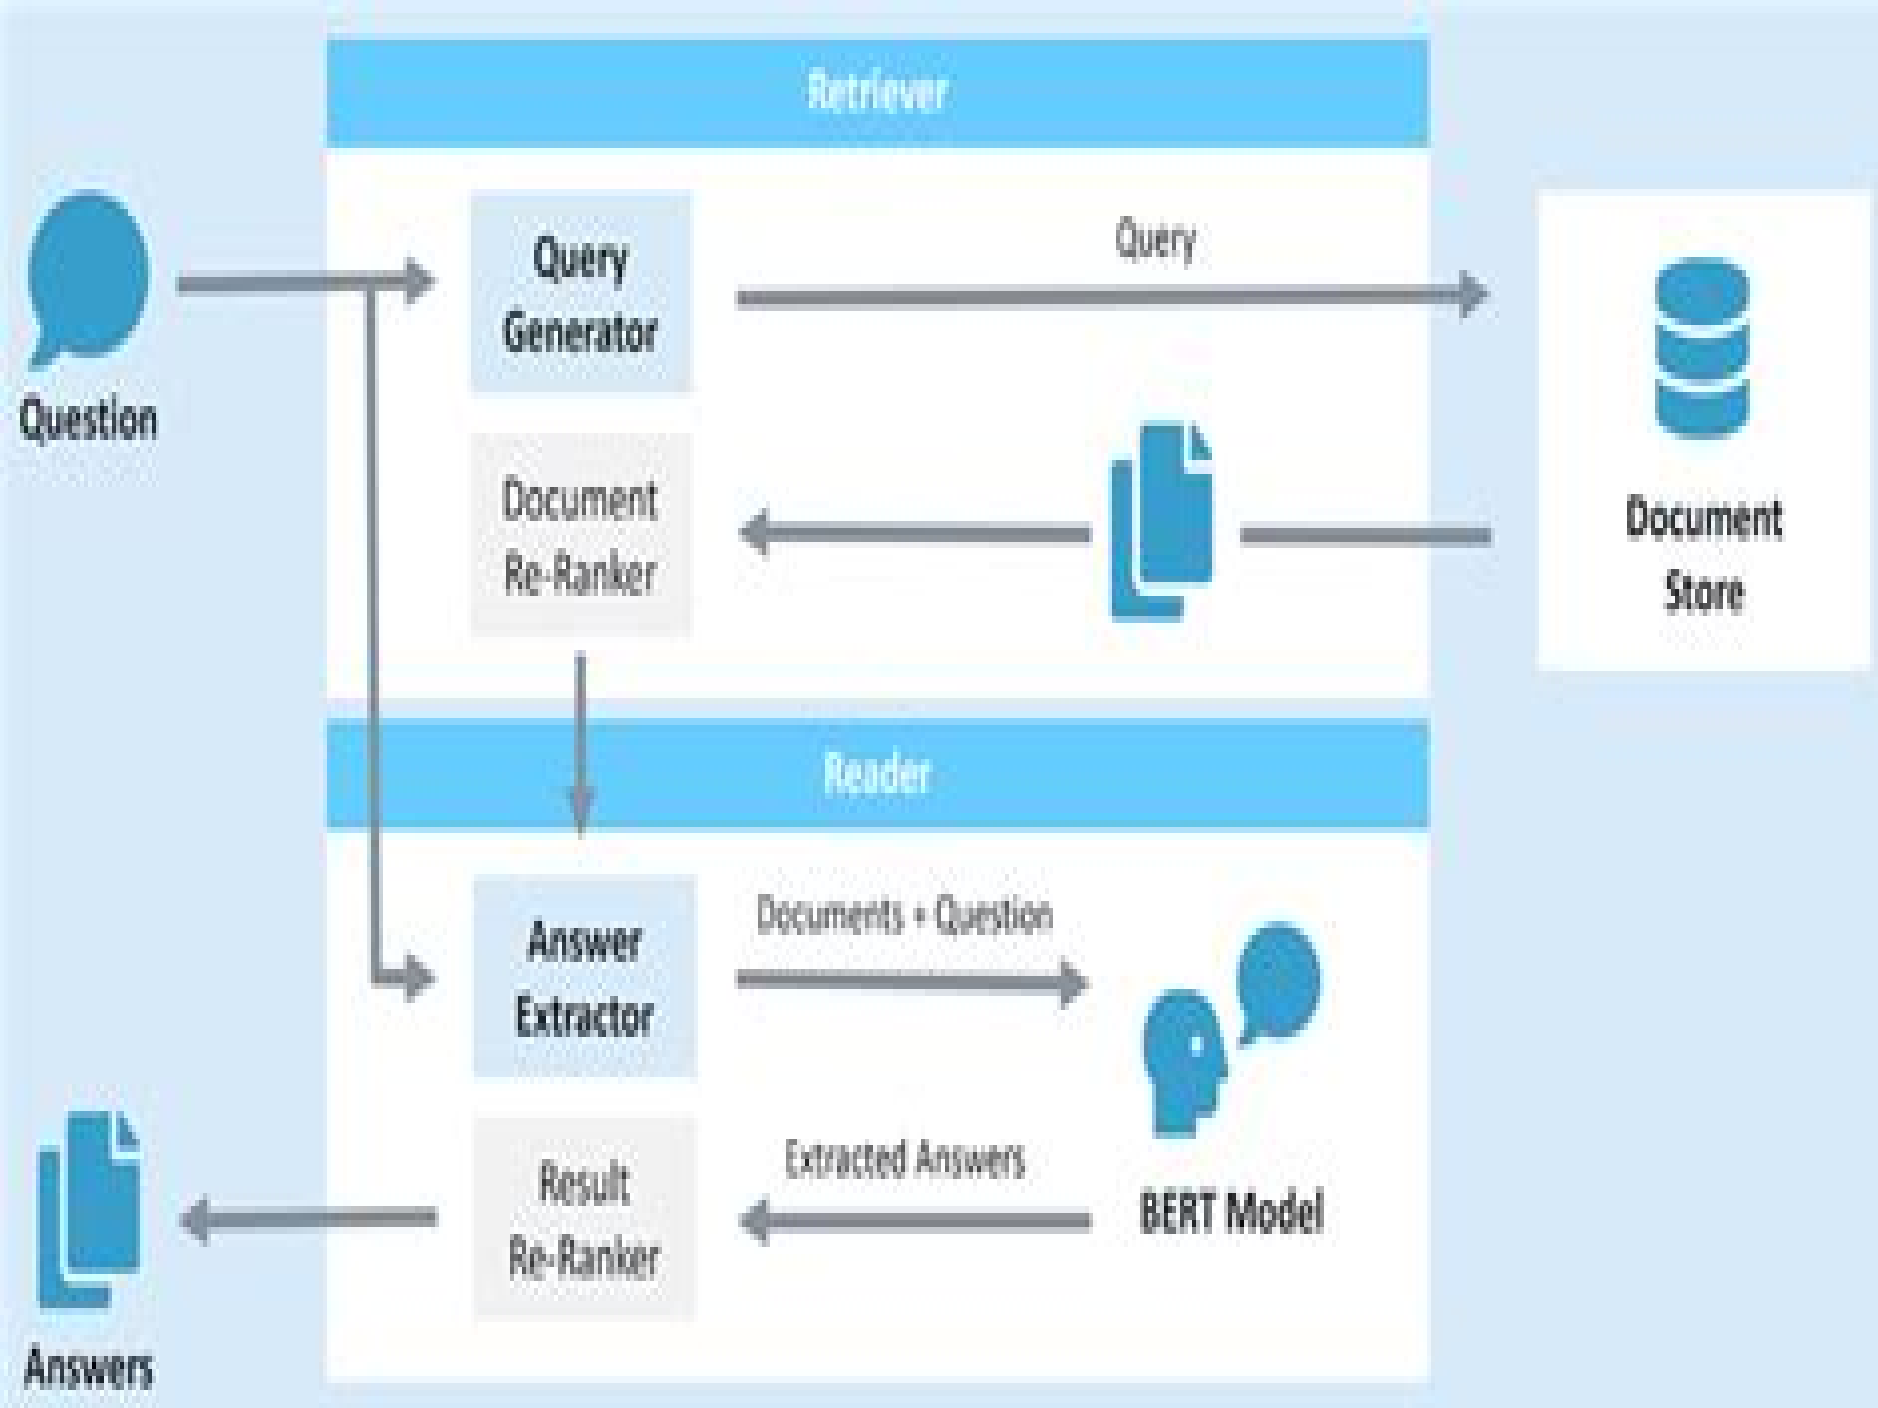 Retriever
Question
Query
Generator
Query
Document
Re-Ranker
Document
Store
Reader
Answer
Extractor
Documents + Question
BERT Model
Extracted Answers
Result
Re-Ranker
Answers